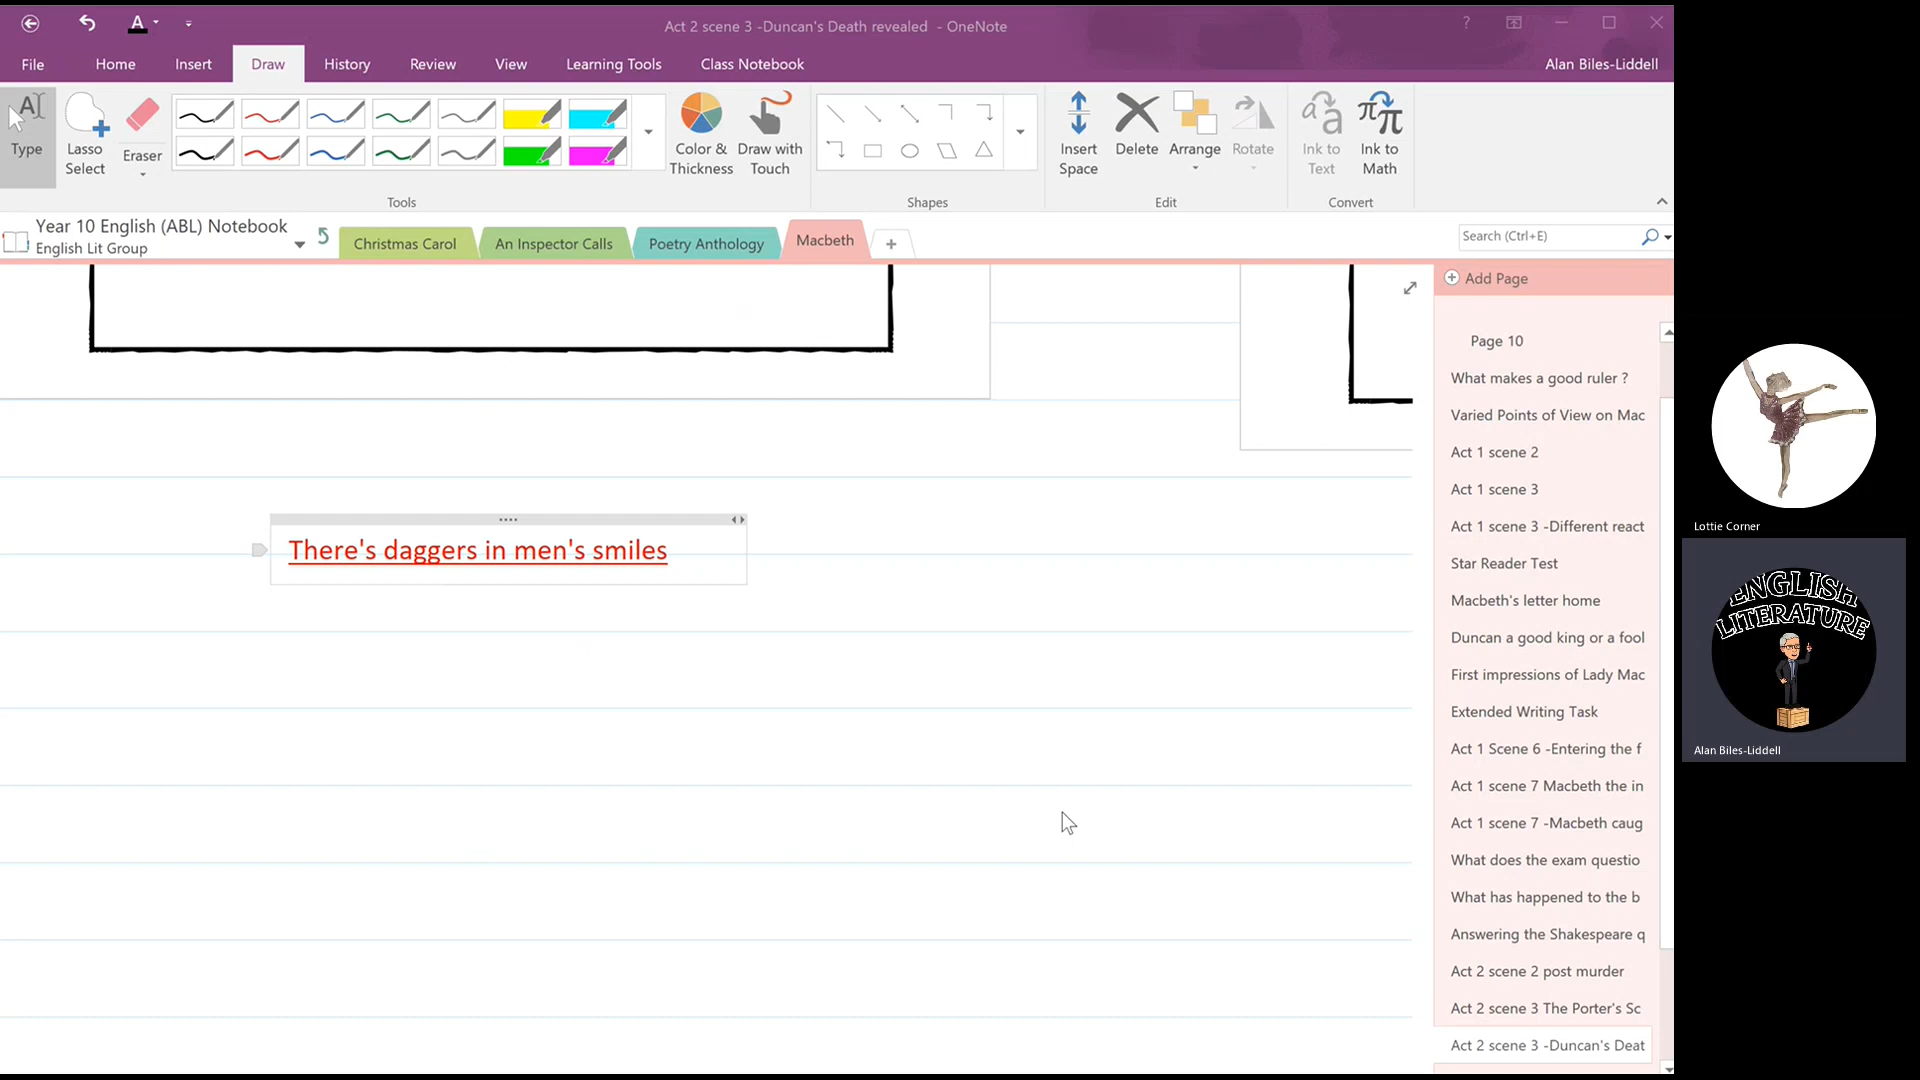 Act 2 scene 3 -Duncan's Death revealed - OneNote
File
Home
Insert
Draw
History
Review
View
Learning Tools
Class Notebook
Alan Biles-Liddell
Type
Lasso Select
Eraser
Color & Thickness
Draw with Touch
Insert Space
Delete
Arrange
Rotate
Ink to Text
Ink to Math
Tools
Shapes
Edit
Convert
Year 10 English (ABL) Notebook
English Lit Group
Christmas Carol
An Inspector Calls
Poetry Anthology
Macbeth
Search (Ctrl+E)
There's daggers in men's smiles
Add Page
Page 10
What makes a good ruler ?
Varied Points of View on Mac
Act 1 scene 2
Act 1 scene 3
Act 1 scene 3 -Different react
Star Reader Test
Macbeth's letter home
Duncan a good king or a fool
First impressions of Lady Mac
Extended Writing Task
Act 1 Scene 6 -Entering the f
Act 1 scene 7 Macbeth the in
Act 1 scene 7 -Macbeth caug
What does the exam questio
What has happened to the b
Answering the Shakespeare q
Act 2 scene 2 post murder
Act 2 scene 3 The Porter's Sc
Act 2 scene 3 -Duncan's Deat
Lottie Corner
ENGLISH
LITERATURE
Alan Biles-Liddell